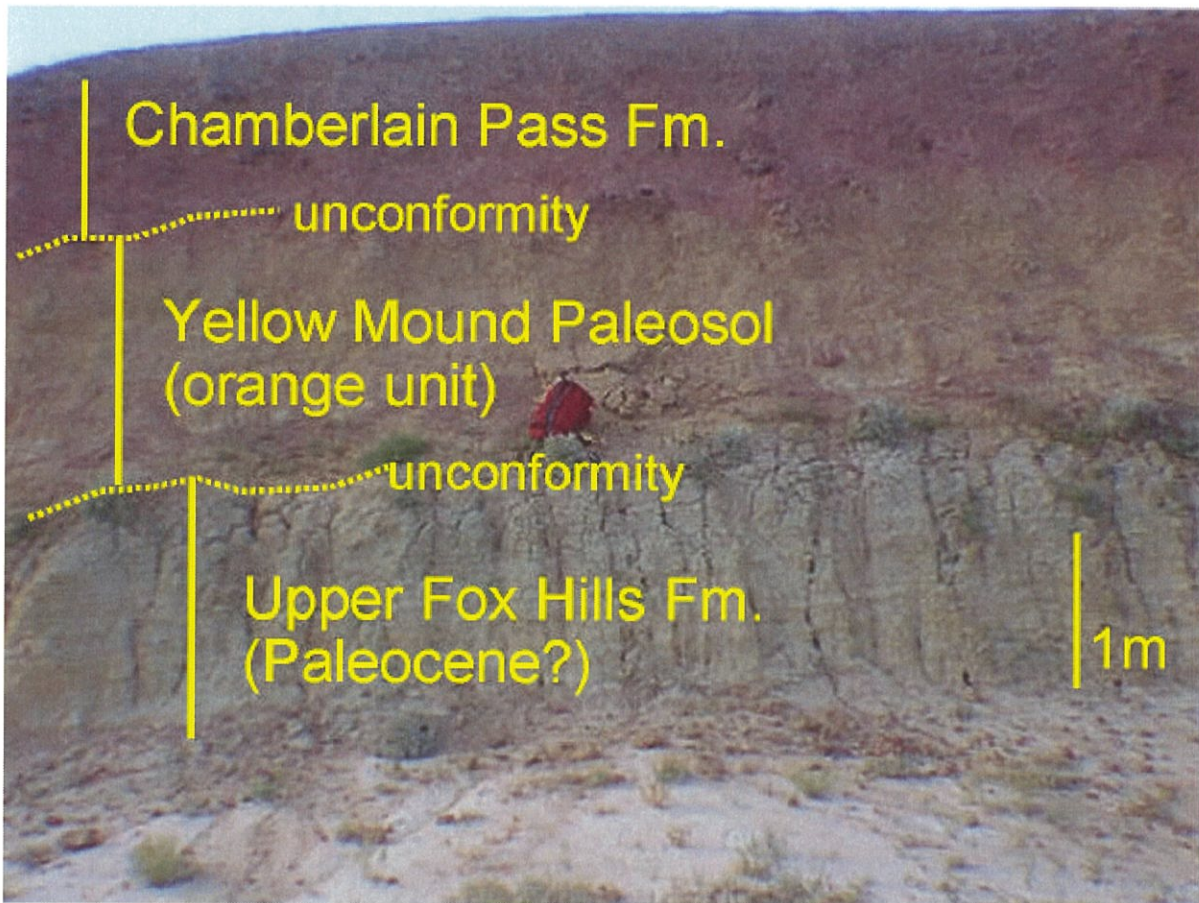 Chamberlain Pass Fm.
unconformity
Yellow Mound Paleosol
(orange unit)
unconformity
Upper Fox Hills Fm.
(Paleocene?)
1m